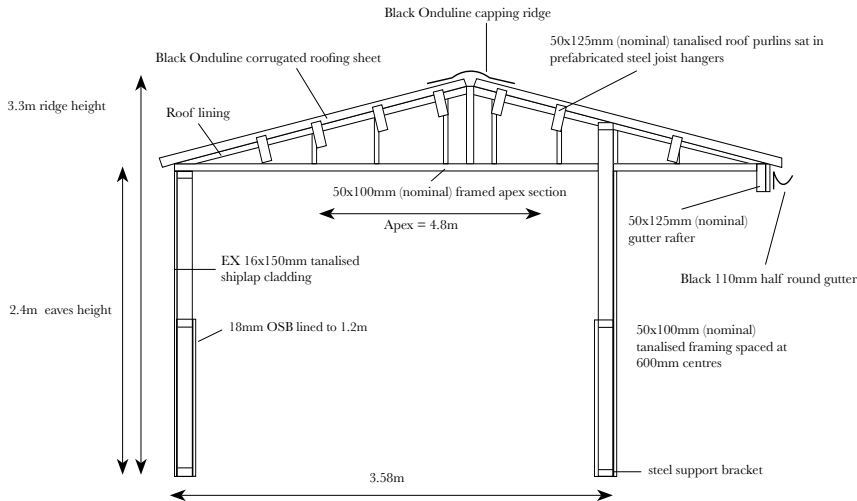 Black Onduline capping ridge
50x125mm (nominal) tanalised roof purlins sat in
prefabricated steel joist hangers
Black Onduline corrugated roofing sheet
3.3m ridge height
Roof lining
50x100mm (nominal) framed apex section
Apex = 4.8m
50x125mm (nominal)
gutter rafter
EX 16x150mm tanalised
shiplap cladding
Black 110mm half round gutter
2.4m eaves height
18mm OSB lined to 1.2m
50x100mm (nominal)
tanalised framing spaced at
600mm centres
steel support bracket
3.58m